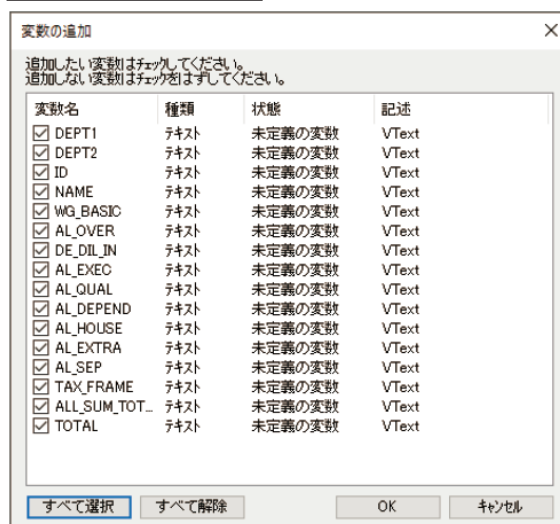 変数の追加
追加したい変数はチェックしてください。
追加しない変数はチェックをはずしてください。
変数名 種類 状態 記述
DEPT1 テキスト 未定義の変数 VText
DEPT2 テキスト 未定義の変数 VText
ID テキスト 未定義の変数 VText
NAME テキスト 未定義の変数 VText
WG_BASIC テキスト 未定義の変数 VText
AL_OVER テキスト 未定義の変数 VText
DE_DIL_IN テキスト 未定義の変数 VText
AL_EXEC テキスト 未定義の変数 VText
AL_QUAL テキスト 未定義の変数 VText
AL_DEPEND テキスト 未定義の変数 VText
AL_HOUSE テキスト 未定義の変数 VText
AL_EXTRA テキスト 未定義の変数 VText
AL_SEP テキスト 未定義の変数 VText
TAX_FRAME テキスト 未定義の変数 VText
ALL_SUM_TOT... テキスト 未定義の変数 VText
TOTAL テキスト 未定義の変数 VText
すべて選択 すべて解除 OK キャンセル